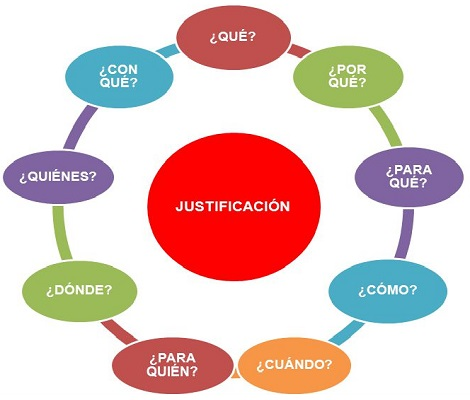 ¿QUÉ?
¿POR
QUÉ?
¿PARA
QUÉ?
¿CÓMO?
¿CUÁNDO?
¿PARA
QUIÉN?
¿DÓNDE?
¿QUIÉNES?
¿CON
QUÉ?
JUSTIFICACIÓN